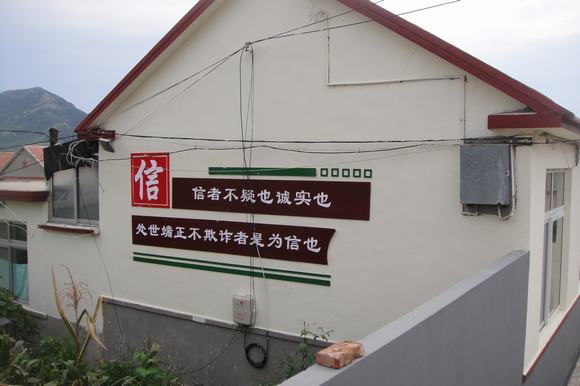 信
信者不疑也诚实也
处世端正不欺诈者是为信也